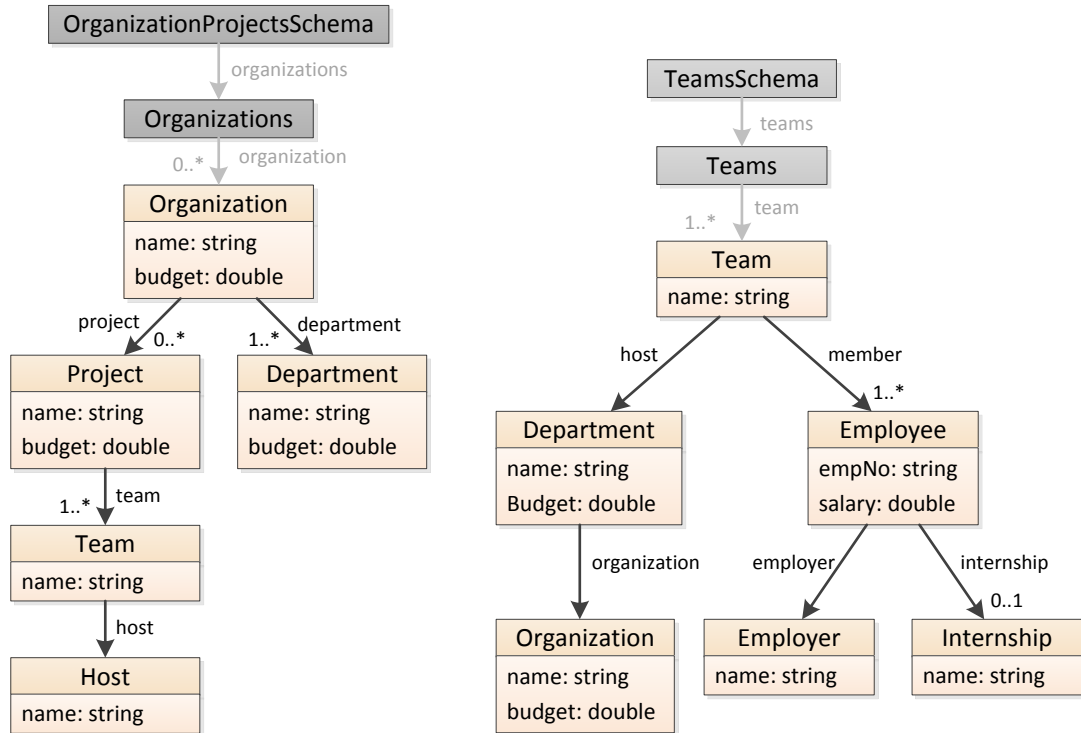 OrganizationProjectsSchema
organizations
Organizations
0..*
organization
Organization
name: string
budget: double
project
0..*
1..*
department
Project
name: string
budget: double
Department
name: string
budget: double
1..*
team
Team
name: string
host
Host
name: string
TeamsSchema
teams
Teams
1..*
team
Team
name: string
host
member
1..*
Department
name: string
Budget: double
Employee
empNo: string
salary: double
organization
employer
internship
0..1
Organization
name: string
budget: double
Employer
name: string
Internship
name: string